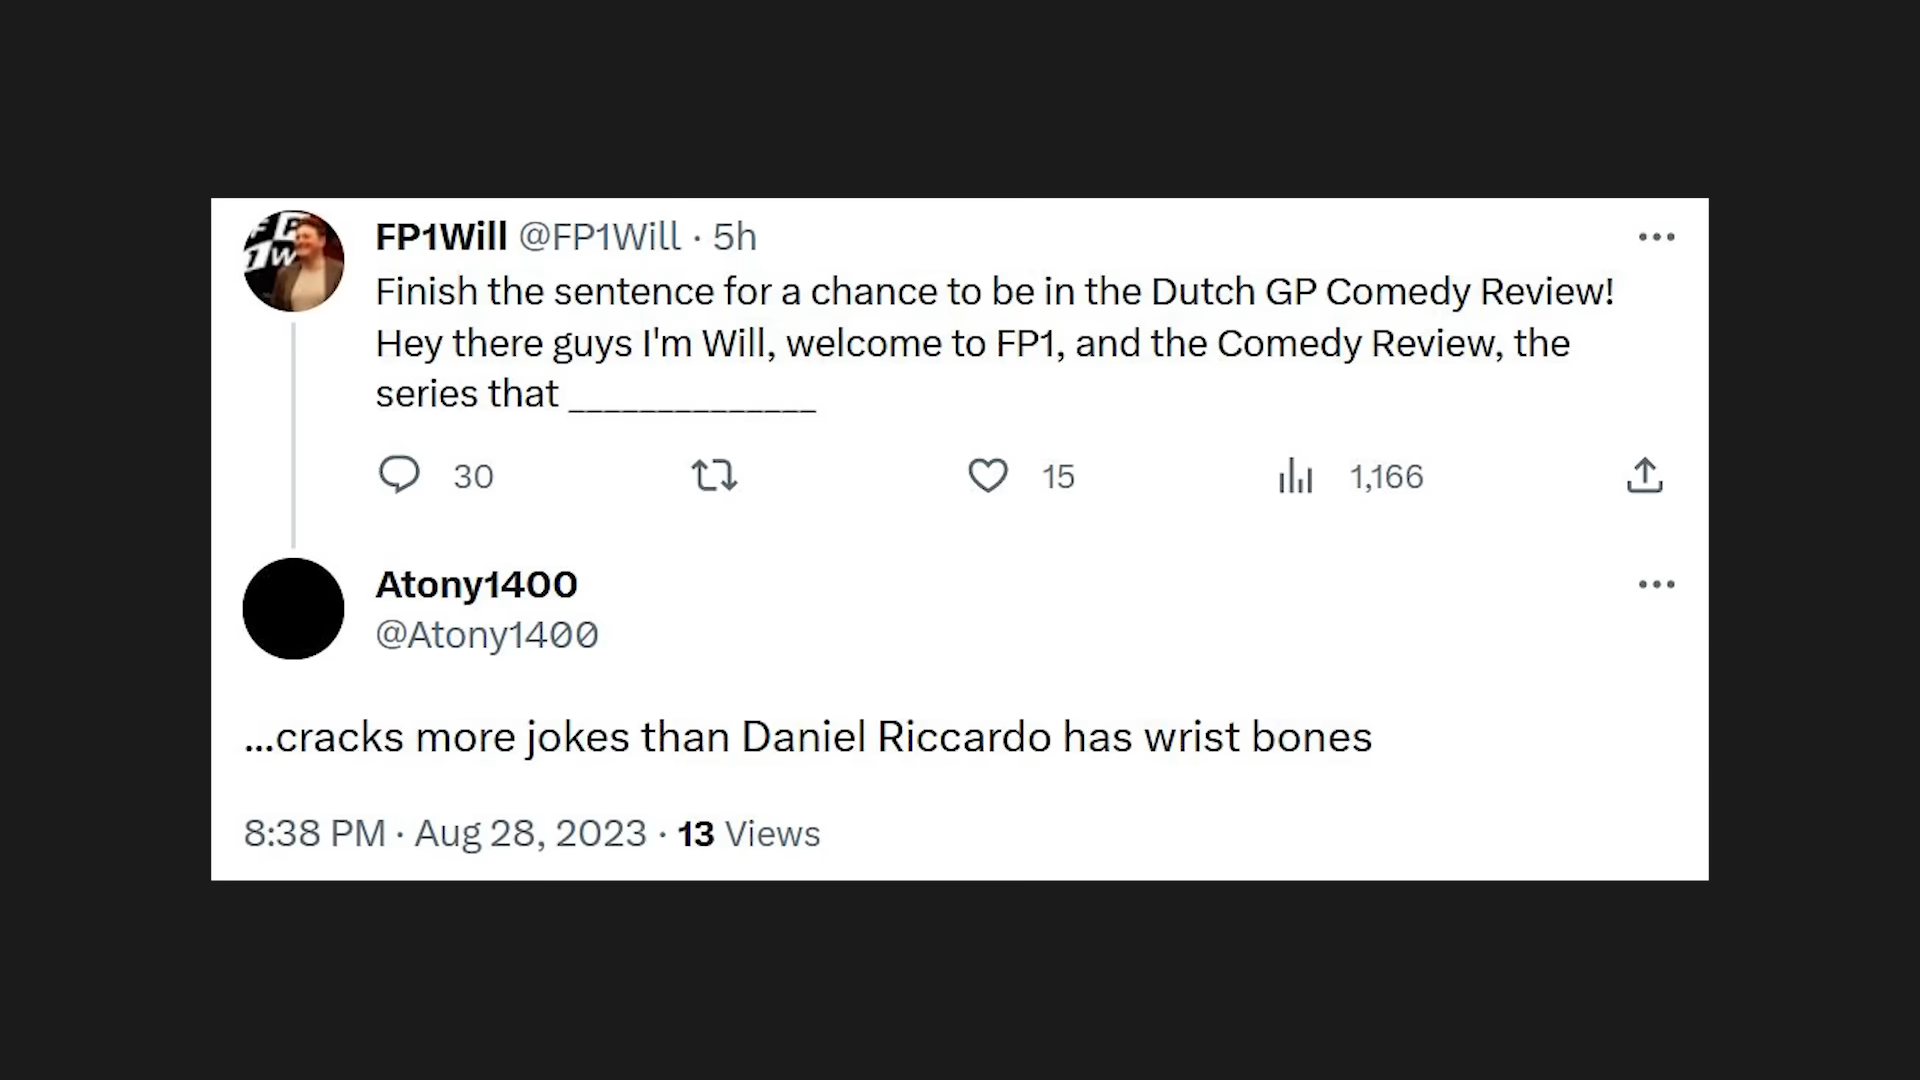 FP1Will @FP1Will · 5h
Finish the sentence for a chance to be in the Dutch GP Comedy Review!
Hey there guys I'm Will, welcome to FP1, and the Comedy Review, the
series that ______________
30 15 1,166
Atony1400
@Atony1400
...cracks more jokes than Daniel Riccardo has wrist bones
8:38 PM · Aug 28, 2023 · 13 Views